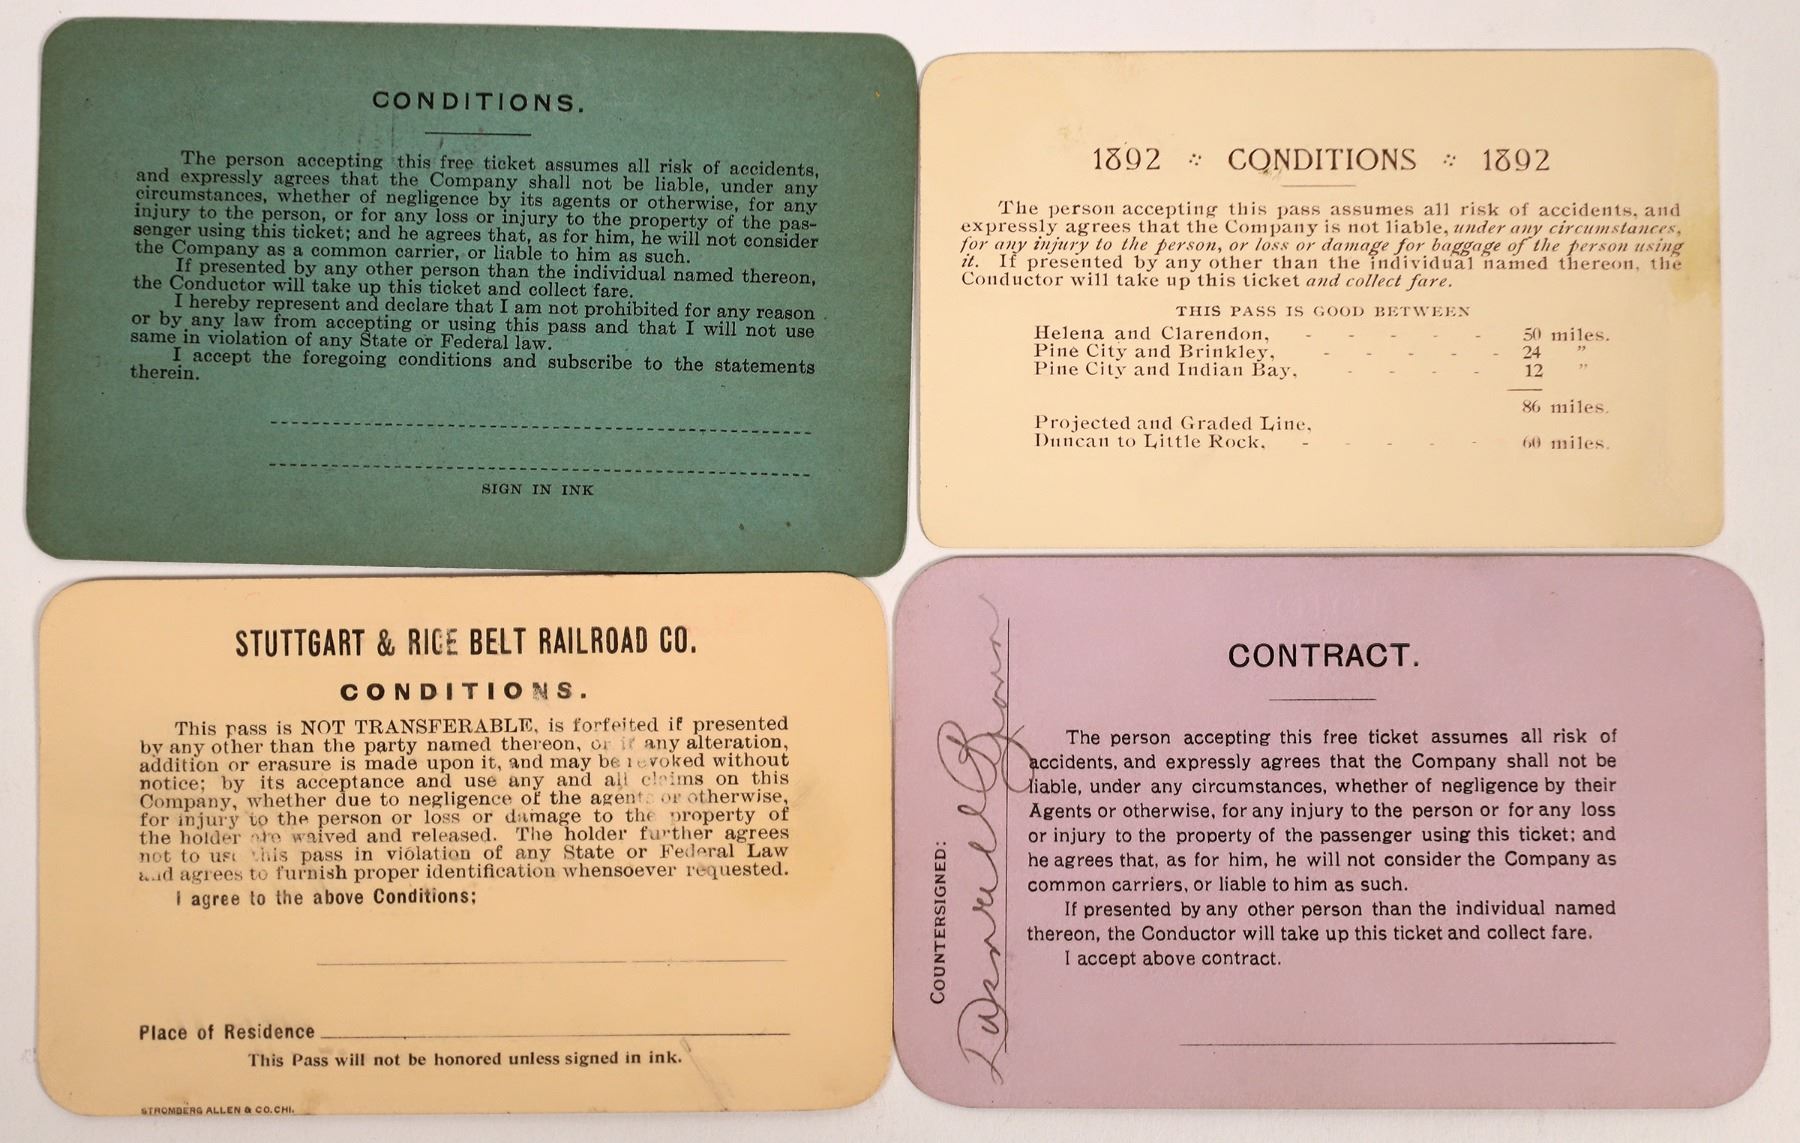 CONDITIONS.
The person accepting this free ticket assumes all risk of accidents,
and expressly agrees that the Company shall not be liable, under any
circumstances, whether of negligence by its agents or otherwise, for any
injury to the person, or for any loss or injury to the property of the pas-
senger using this ticket; and he agrees that, as for him, he will not consider
the Company as a common carrier, or liable to him as such.
If presented by any other person than the individual named thereon,
the Conductor will take up this ticket and collect fare.
I hereby represent and declare that I am not prohibited for any reason
or by any law from accepting or using this pass and that I will not use
same in violation of any State or Federal law.
I accept the foregoing conditions and subscribe to the statements
therein.
SIGN IN INK
1892 CONDITIONS 1892
The person accepting this pass assumes all risk of accidents, and
expressly agrees that the Company is not liable, under any circumstances,
for any injury to the person, or loss or damage for baggage of the person using
it. If presented by any other than the individual named thereon, the
Conductor will take up this ticket and collect fare.
THIS PASS IS GOOD BETWEEN
Helena and Clarendon, - - - - - 50 miles.
Pine City and Brinkley, - - - - - 24 "
Pine City and Indian Bay, - - - - 12 "
86 miles.
Projected and Graded Line,
Duncan to Little Rock, - - - - - 60 miles.
STUTTGART & RICE BELT RAILROAD CO.
CONDITIONS.
This pass is NOT TRANSFERABLE, is forfeited if presented
by any other than the party named thereon, or if any alteration,
addition or erasure is made upon it, and may be revoked without
notice; by its acceptance and use any and all claims on this
Company, whether due to negligence of the agents or otherwise,
for injury to the person or loss or damage to the property of
the holder are waived and released. The holder further agrees
not to use this pass in violation of any State or Federal Law
and agrees to furnish proper identification whensoever requested.
I agree to the above Conditions;
Place of Residence
This Pass will not be honored unless signed in ink.
STROMBERG ALLEN & CO. CHI.
CONTRACT.
The person accepting this free ticket assumes all risk of
accidents, and expressly agrees that the Company shall not be
liable, under any circumstances, whether of negligence by their
Agents or otherwise, for any injury to the person or for any loss
or injury to the property of the passenger using this ticket; and
he agrees that, as for him, he will not consider the Company as
common carriers, or liable to him as such.
If presented by any other person than the individual named
thereon, the Conductor will take up this ticket and collect fare.
I accept above contract.
COUNTERSIGNED: